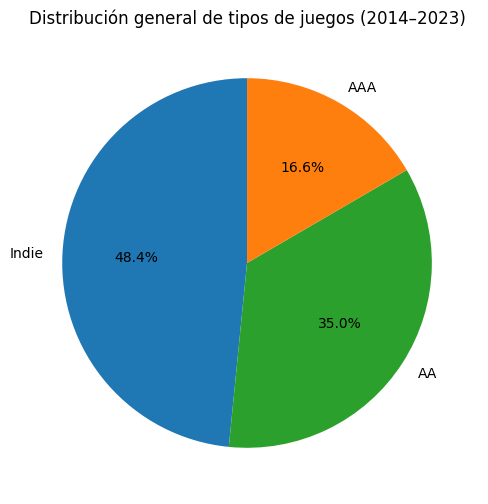 Distribución general de tipos de juegos (2014–2023)
AAA
16.6%
Indie
48.4%
35.0%
AA